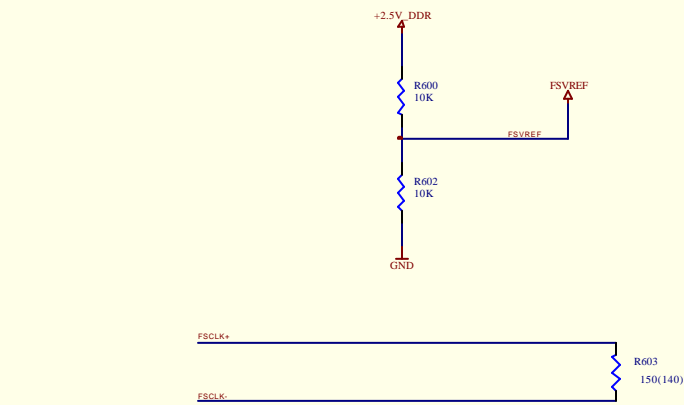 +2.5V_DDR
R600
10K
FSVREF
FSVREF
R602
10K
GND
FSCLK+
R603
150(140)
FSCLK-